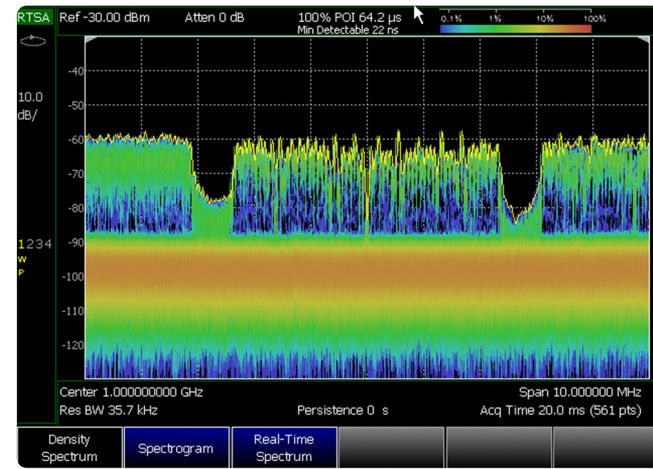 RTSA
Ref -30.00 dBm Atten 0 dB 100% POI 64.2 µs
Min Detectable 22 ns
0.1% 1% 10% 100%
10.0
dB/
-40
-50
-60
-70
-80
-90
-100
-110
-120
1234
W
P
Center 1.000000000 GHz Span 10.000000 MHz
Res BW 35.7 kHz Persistence 0 s Acq Time 20.0 ms (561 pts)
Density
Spectrum
Spectrogram
Real-Time
Spectrum